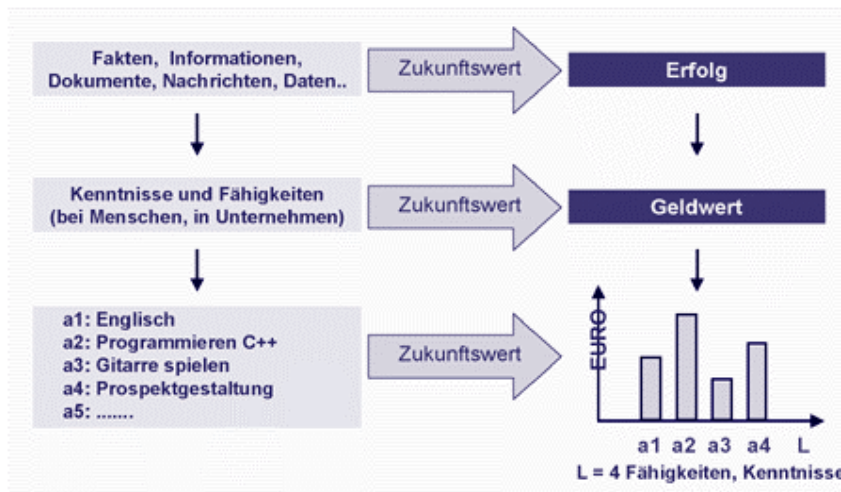 Fakten, Informationen,
Dokumente, Nachrichten, Daten..
Zukunftswert
Erfolg
Kenntnisse und Fähigkeiten
(bei Menschen, in Unternehmen)
Zukunftswert
Geldwert
a1: Englisch
a2: Programmieren C++
a3: Gitarre spielen
a4: Prospektgestaltung
a5: .......
Zukunftswert
EURO
a1 a2 a3 a4 L
L = 4 Fähigkeiten, Kenntnisse